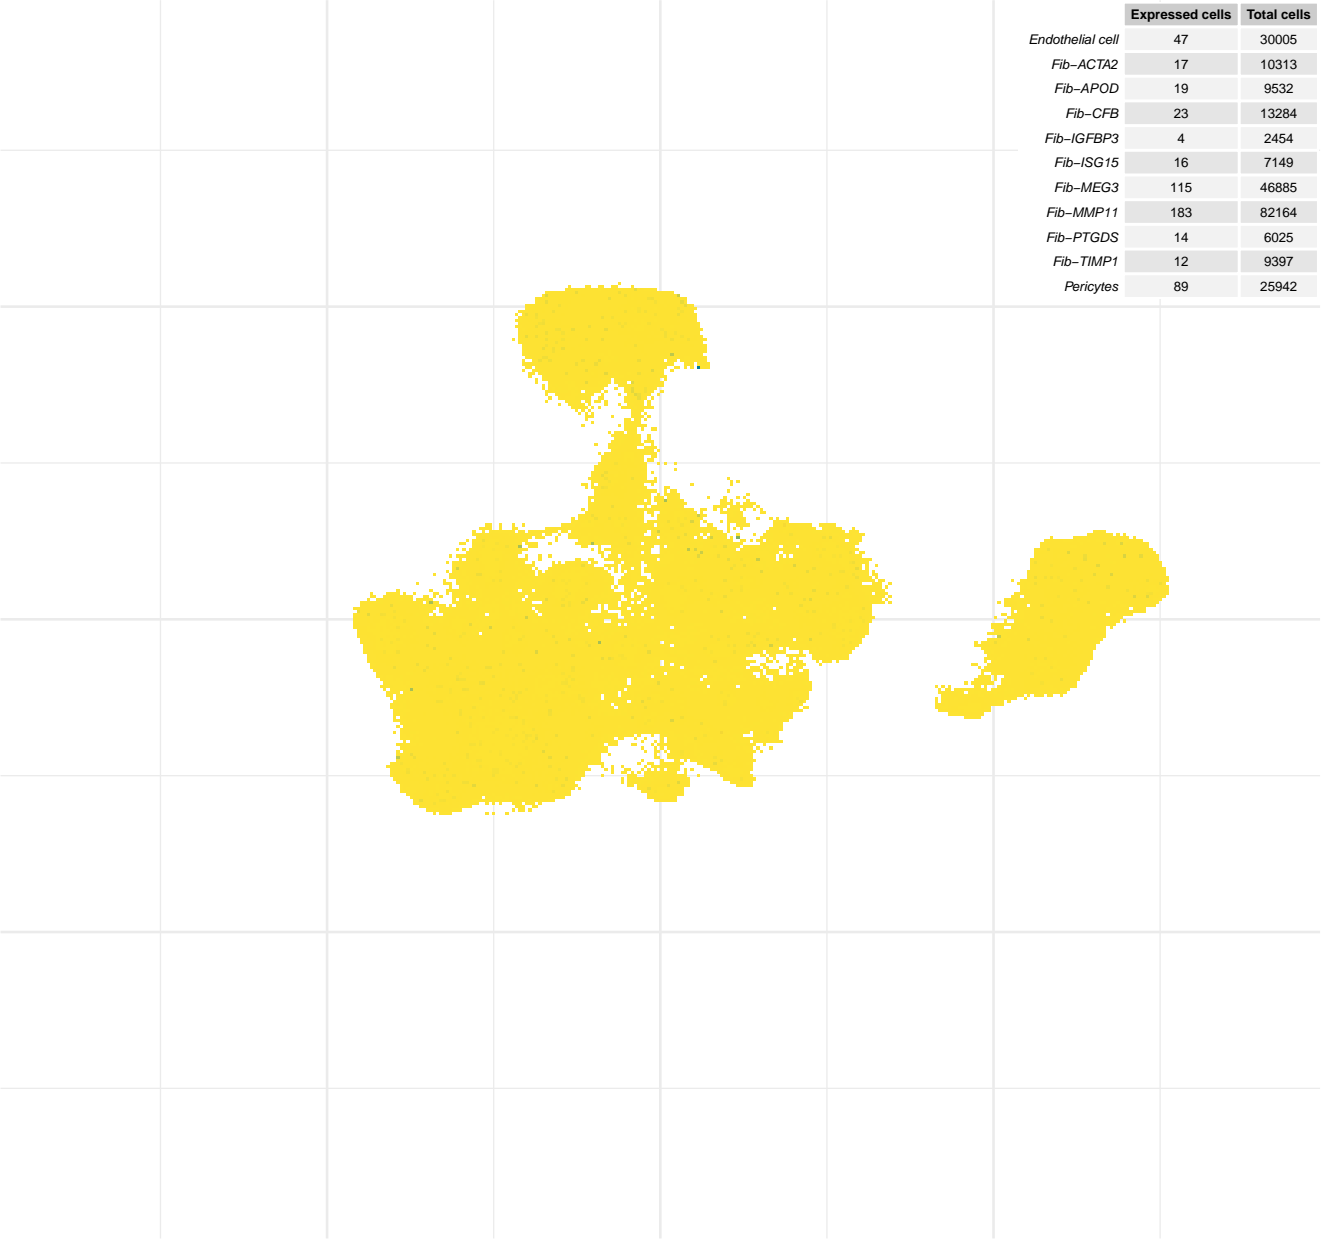 Expressed cells Total cells
Endothelial cell 47 30005
Fib−ACTA2 17 10313
Fib−APOD 19 9532
Fib−CFB 23 13284
Fib−IGFBP3 4 2454
Fib−ISG15 16 7149
Fib−MEG3 115 46885
Fib−MMP11 183 82164
Fib−PTGDS 14 6025
Fib−TIMP1 12 9397
Pericytes 89 25942